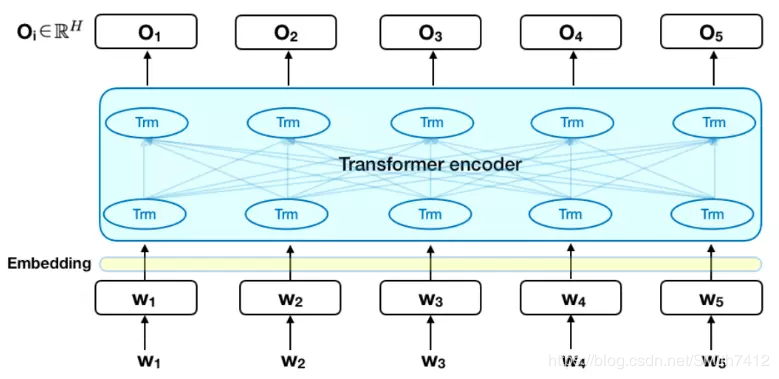 Oi∈ℝ^H O1 O2 O3 O4 O5
Trm Trm Trm Trm Trm
Transformer encoder
Trm Trm Trm Trm Trm
Embedding
w1 w2 w3 w4 w5
w1 w2 w3 w4 w5